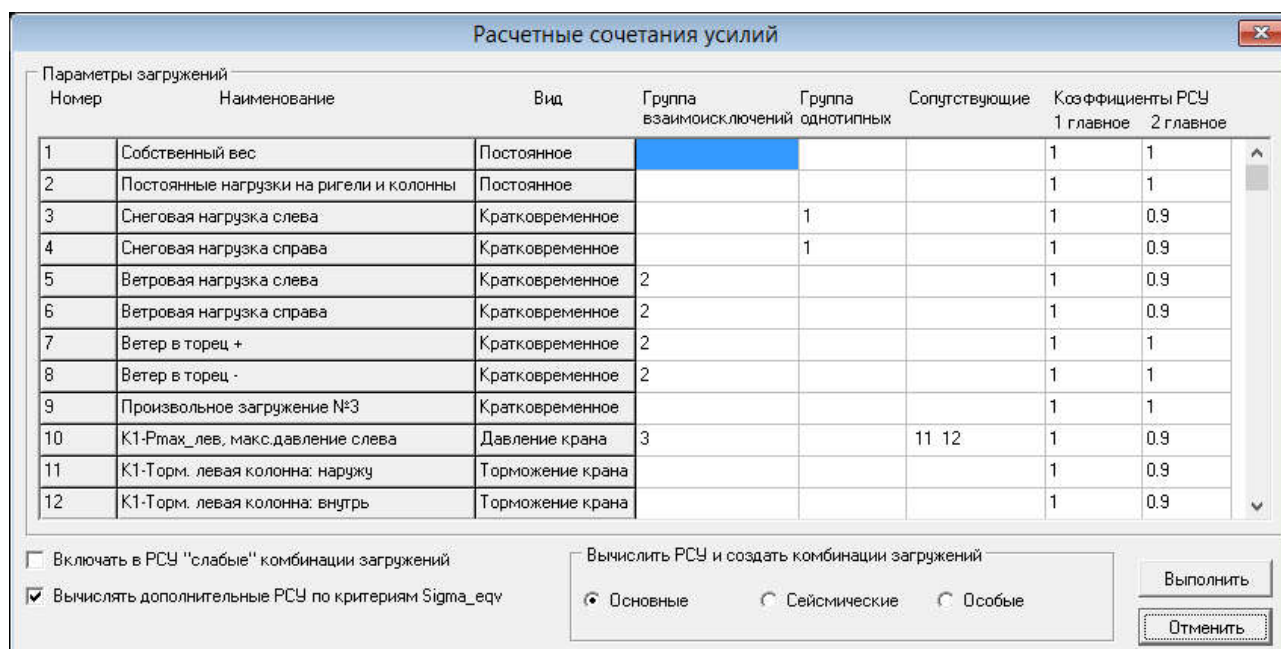 Расчетные сочетания усилий
Параметры загружений
Номер Наименование Вид Группа взаимоисключений Группа однотипных Сопутствующие Коэффициенты РСУ
1 главное 2 главное
1 Собственный вес Постоянное 1 1
2 Постоянные нагрузки на ригели и колонны Постоянное 1 1
3 Снеговая нагрузка слева Кратковременное 1 1 0.9
4 Снеговая нагрузка справа Кратковременное 1 1 0.9
5 Ветровая нагрузка слева Кратковременное 2 1 0.9
6 Ветровая нагрузка справа Кратковременное 2 1 0.9
7 Ветер в торец + Кратковременное 2 1 1
8 Ветер в торец - Кратковременное 2 1 1
9 Произвольное загружение №3 Кратковременное 1 1
10 К1-Pmax_лев, макс.давление слева Давление крана 3 11 12 1 0.9
11 К1-Торм. левая колонна: наружу Торможение крана 1 0.9
12 К1-Торм. левая колонна: внутрь Торможение крана 1 0.9
Включать в РСУ "слабые" комбинации загружений
Вычислять дополнительные РСУ по критериям Sigma_eqv
Вычислить РСУ и создать комбинации загружений
Основные Сейсмические Особые
Выполнить
Отменить